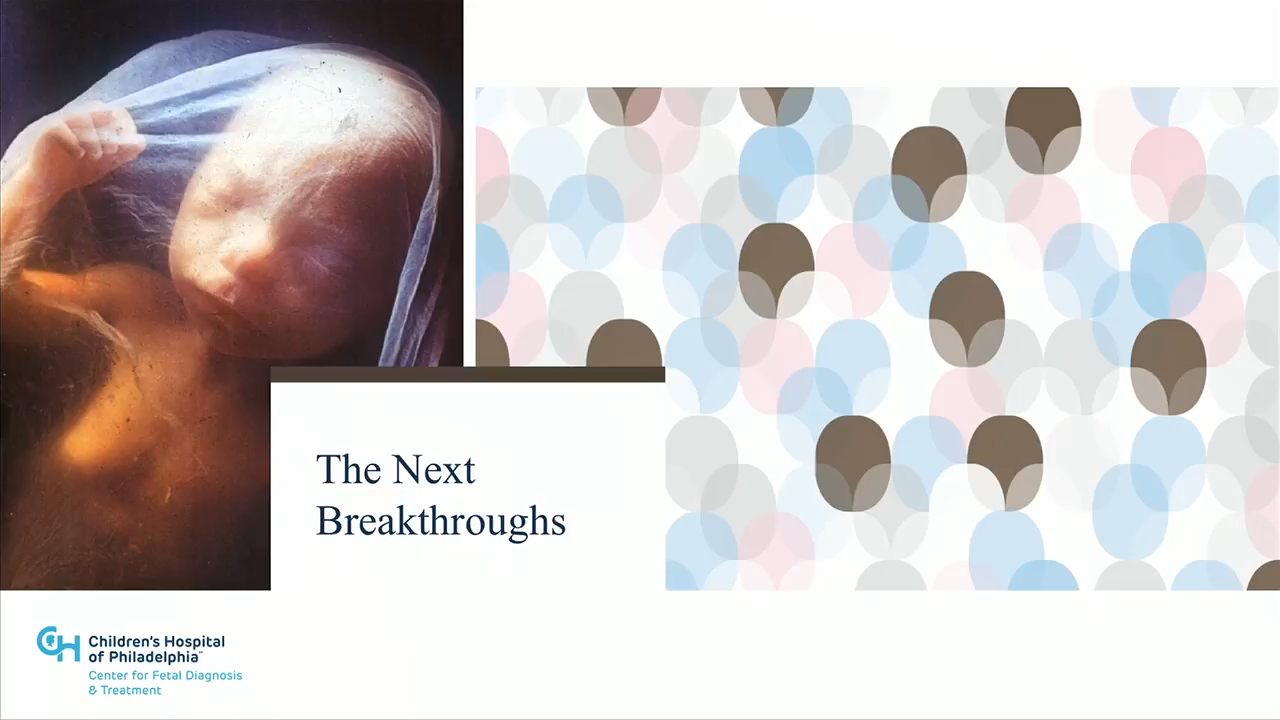 The Next
Breakthroughs
Children's Hospital
of Philadelphia™
Center for Fetal Diagnosis
& Treatment